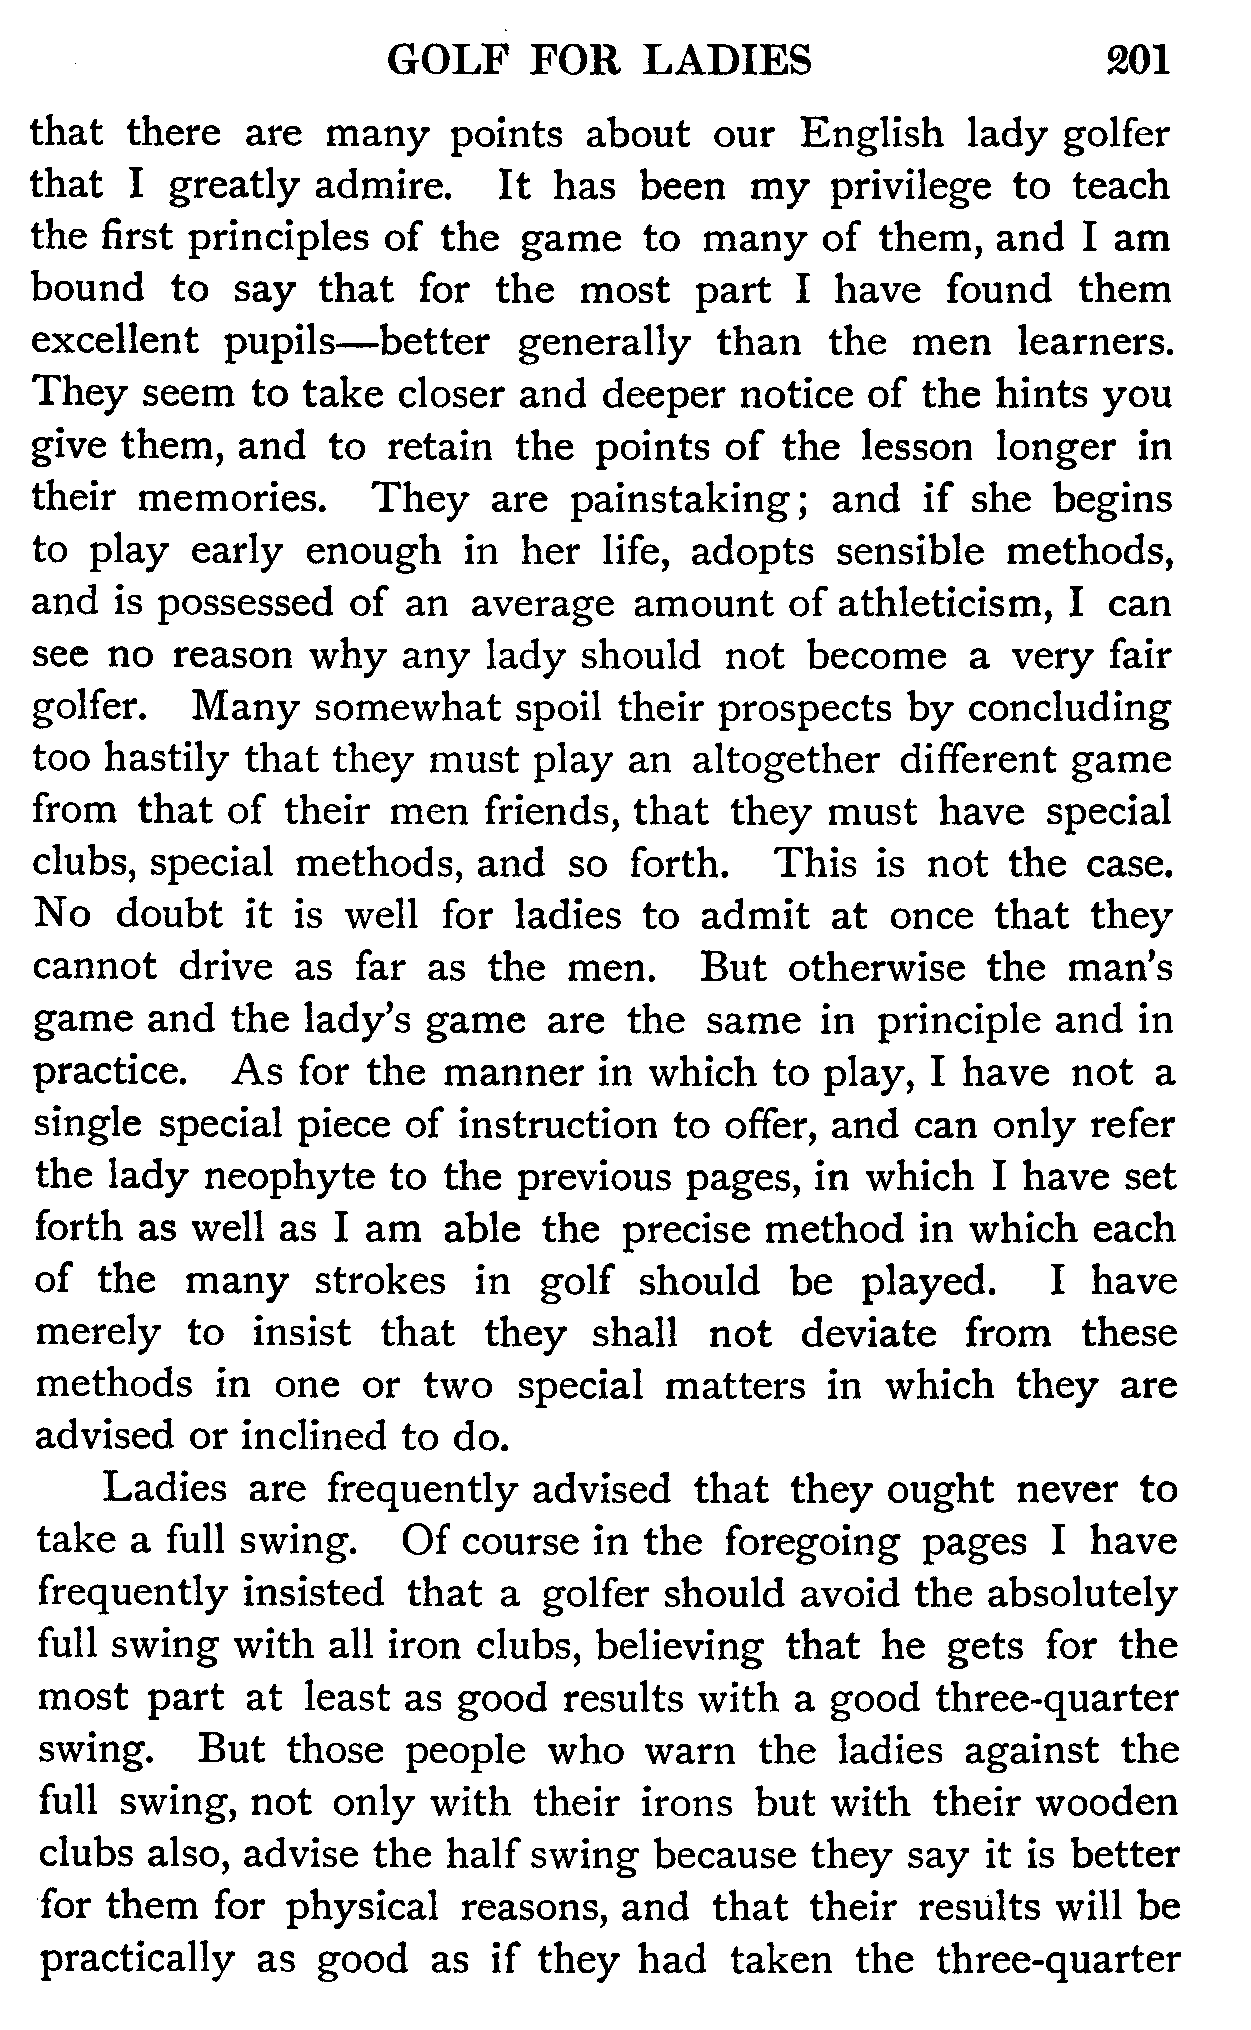 GOLF FOR LADIES 201
that there are many points about our English lady golfer
that I greatly admire. It has been my privilege to teach
the first principles of the game to many of them, and I am
bound to say that for the most part I have found them
excellent pupils—better generally than the men learners.
They seem to take closer and deeper notice of the hints you
give them, and to retain the points of the lesson longer in
their memories. They are painstaking; and if she begins
to play early enough in her life, adopts sensible methods,
and is possessed of an average amount of athleticism, I can
see no reason why any lady should not become a very fair
golfer. Many somewhat spoil their prospects by concluding
too hastily that they must play an altogether different game
from that of their men friends, that they must have special
clubs, special methods, and so forth. This is not the case.
No doubt it is well for ladies to admit at once that they
cannot drive as far as the men. But otherwise the man's
game and the lady's game are the same in principle and in
practice. As for the manner in which to play, I have not a
single special piece of instruction to offer, and can only refer
the lady neophyte to the previous pages, in which I have set
forth as well as I am able the precise method in which each
of the many strokes in golf should be played. I have
merely to insist that they shall not deviate from these
methods in one or two special matters in which they are
advised or inclined to do.
Ladies are frequently advised that they ought never to
take a full swing. Of course in the foregoing pages I have
frequently insisted that a golfer should avoid the absolutely
full swing with all iron clubs, believing that he gets for the
most part at least as good results with a good three-quarter
swing. But those people who warn the ladies against the
full swing, not only with their irons but with their wooden
clubs also, advise the half swing because they say it is better
for them for physical reasons, and that their results will be
practically as good as if they had taken the three-quarter